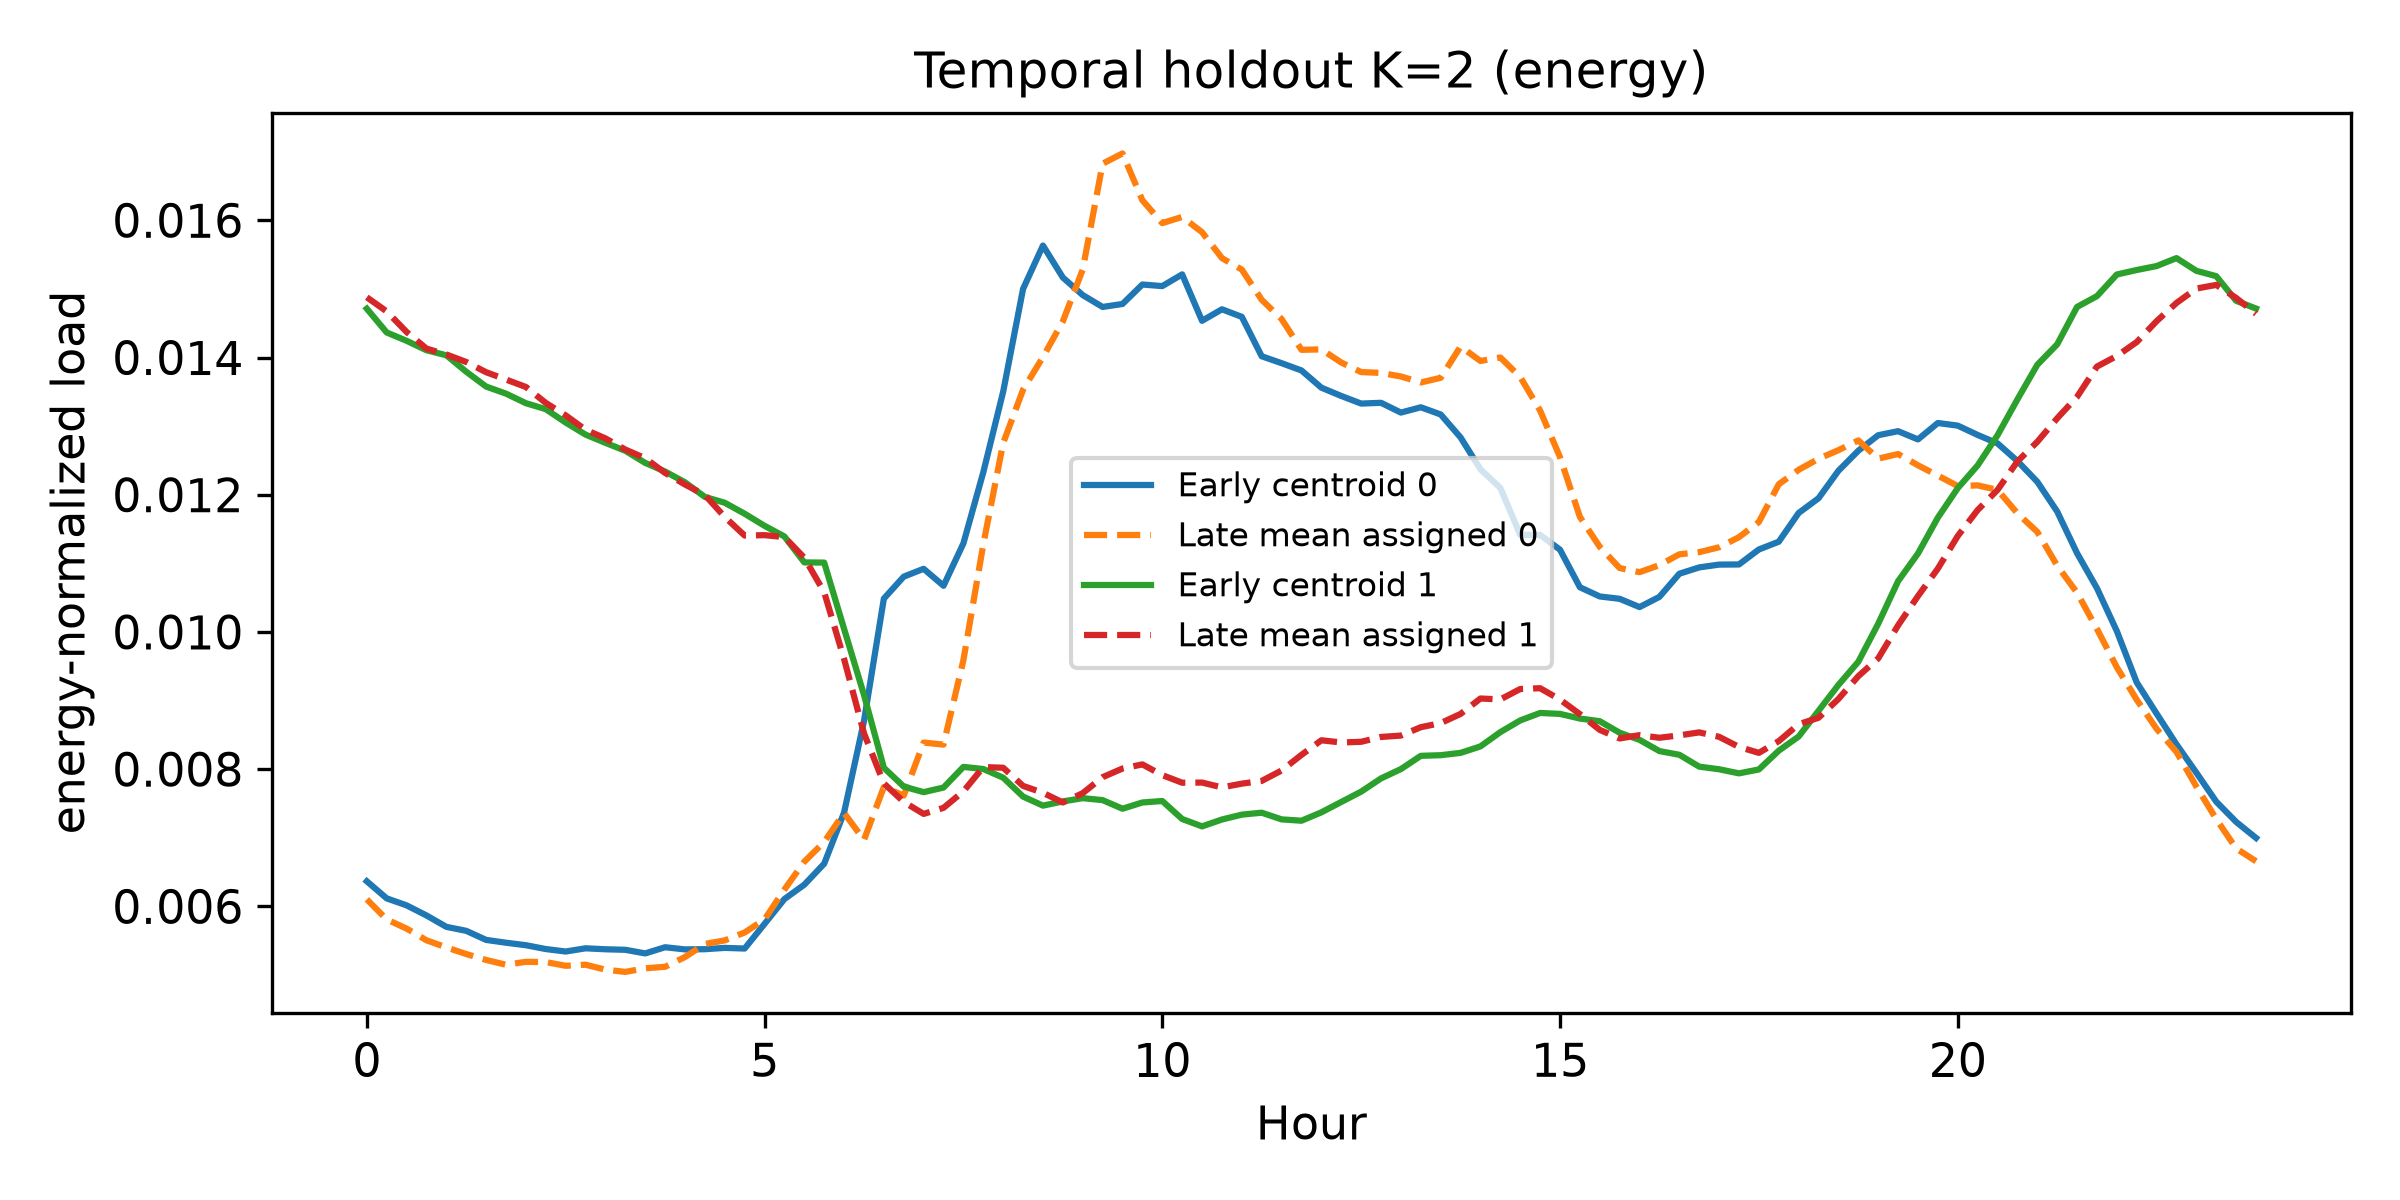 Temporal holdout K=2 (energy)
energy-normalized load
0.016
0.014
0.012
0.010
0.008
0.006
Early centroid 0
Late mean assigned 0
Early centroid 1
Late mean assigned 1
0 5 10 15 20
Hour